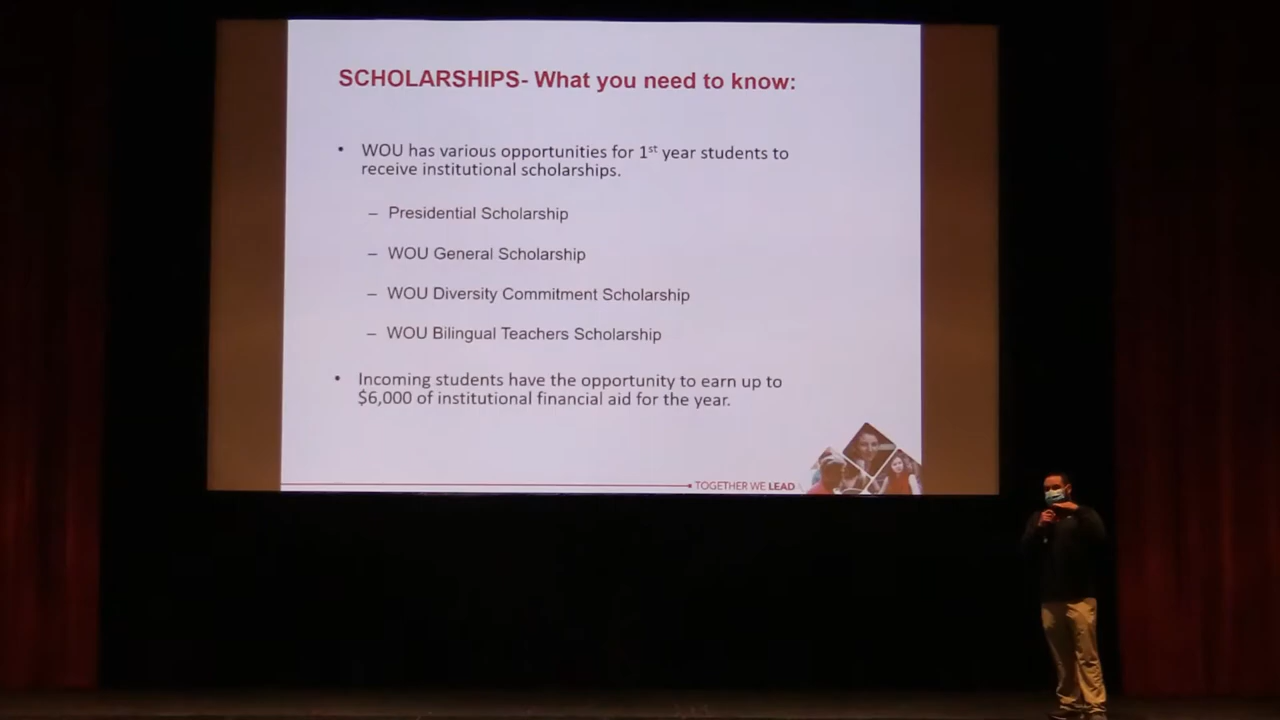 SCHOLARSHIPS- What you need to know:
• WOU has various opportunities for 1st year students to
receive institutional scholarships.
– Presidential Scholarship
– WOU General Scholarship
– WOU Diversity Commitment Scholarship
– WOU Bilingual Teachers Scholarship
• Incoming students have the opportunity to earn up to
$6,000 of institutional financial aid for the year.
TOGETHER WE LEAD